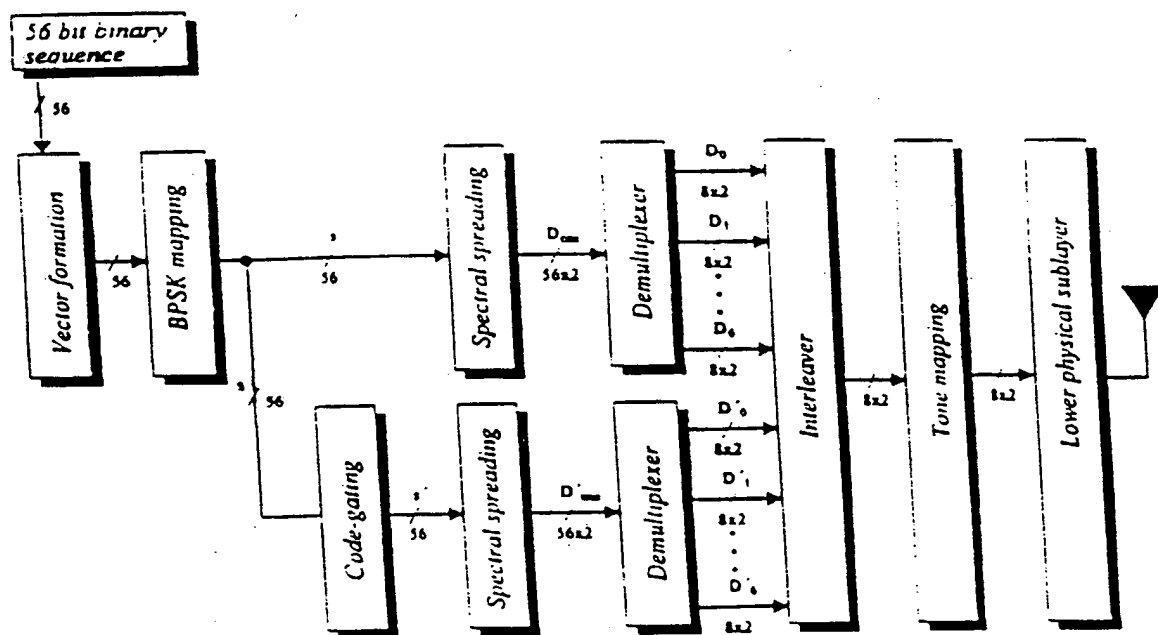 56 bit binary
sequence
56
Vector formation
56
BPSK mapping
s
56
Spectral spreading
56x2
Demultiplexer
D₀
8x2
D₁
8x2
D₆
8x2
s
56
Code-gating
s'
56
Spectral spreading
56x2
Demultiplexer
D'₀
8x2
D'₁
8x2
D'₆
8x2
Interleaver
8x2
Tone mapping
8x2
Lower physical sublayer